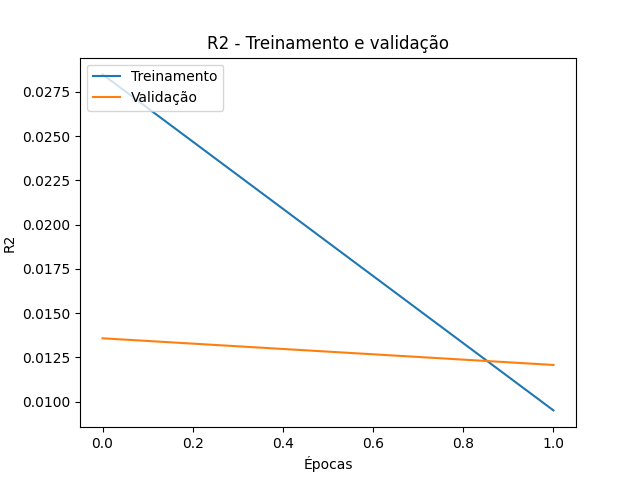 R2 - Treinamento e validação
Treinamento
Validação
0.0275
0.0250
0.0225
0.0200
0.0175
0.0150
0.0125
0.0100
R2
0.0 0.2 0.4 0.6 0.8 1.0
Épocas